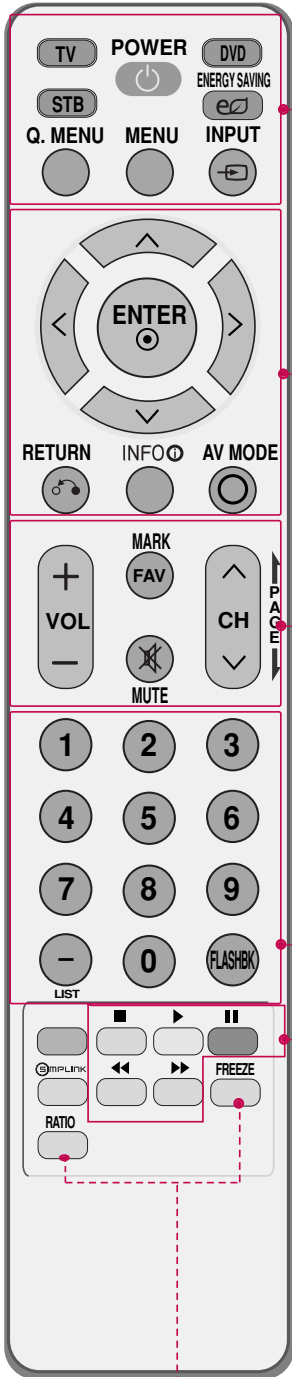 TV POWER DVD
ENERGY SAVING
STB
Q. MENU MENU INPUT
ENTER
RETURN INFO AV MODE
MARK
FAV
VOL CH PAGE
MUTE
1 2 3
4 5 6
7 8 9
0 FLASHBK
LIST
SIMPLINK FREEZE
RATIO